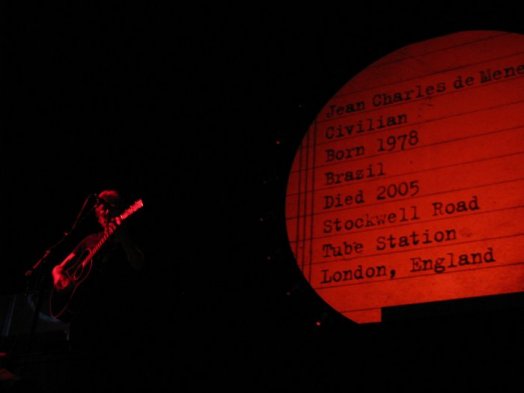 Jean Charles de Mene
Civilian
Born 1978
Brazil
Died 2005
Stockwell Road
Tube Station
London, England